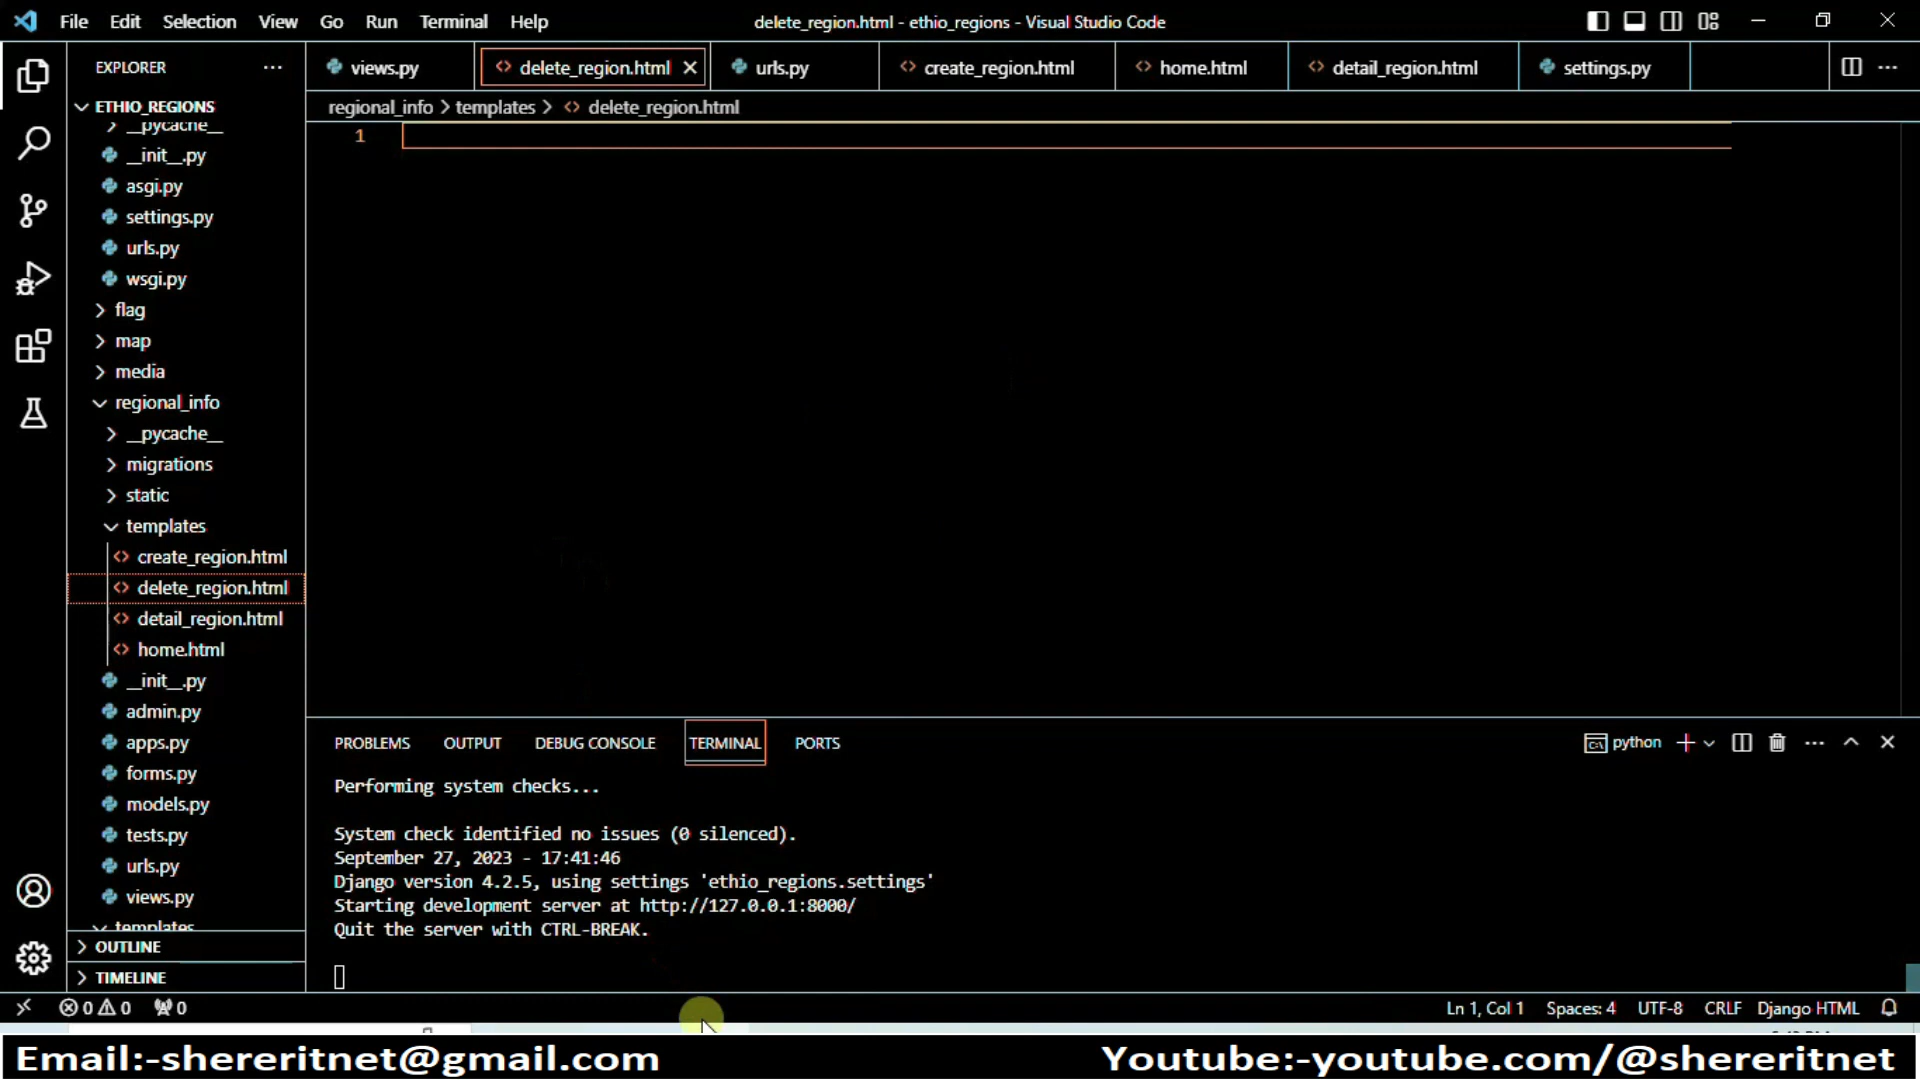 File Edit Selection View Go Run Terminal Help
delete_region.html - ethio_regions - Visual Studio Code
EXPLORER
views.py
delete_region.html
urls.py
create_region.html
home.html
detail_region.html
settings.py
regional_info > templates > delete_region.html
1
ETHIO_REGIONS
__pycache__
__init__.py
asgi.py
settings.py
urls.py
wsgi.py
flag
map
media
regional_info
__pycache__
migrations
static
templates
create_region.html
delete_region.html
detail_region.html
home.html
__init__.py
admin.py
apps.py
forms.py
models.py
tests.py
urls.py
views.py
templates
OUTLINE
TIMELINE
PROBLEMS OUTPUT DEBUG CONSOLE TERMINAL PORTS
python
Performing system checks...
System check identified no issues (0 silenced).
September 27, 2023 - 17:41:46
Django version 4.2.5, using settings 'ethio_regions.settings'
Starting development server at http://127.0.0.1:8000/
Quit the server with CTRL-BREAK.
0 0 0
Ln 1, Col 1 Spaces: 4 UTF-8 CRLF Django HTML
Email:-shereritnet@gmail.com
Youtube:-youtube.com/@shereritnet